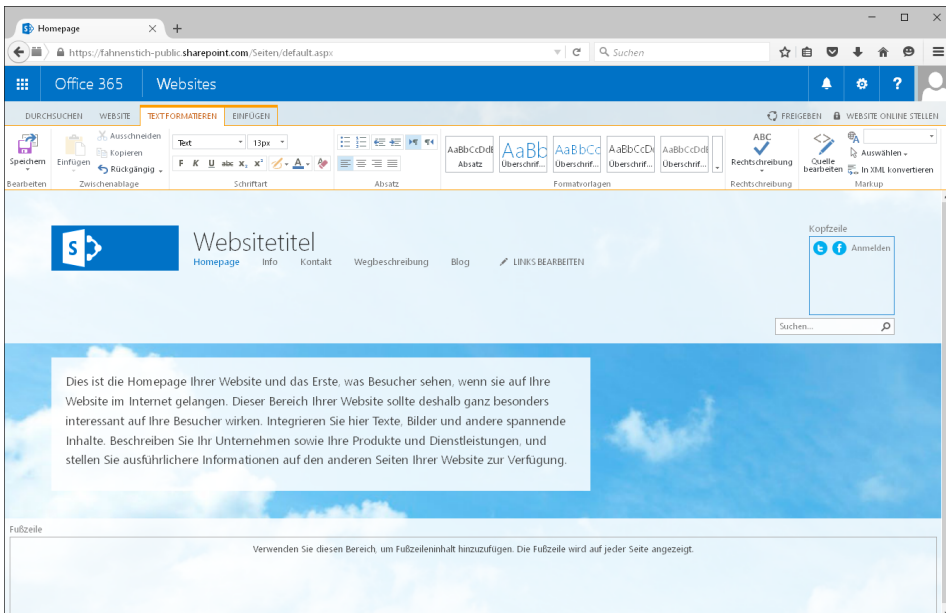 Homepage
https://fahnenstich-public.sharepoint.com/Seiten/default.aspx
Suchen
Office 365
Websites
?
DURCHSUCHEN WEBSITE TEXT FORMATIEREN EINFÜGEN
FREIGEBEN WEBSITE ONLINE STELLEN
Speichern
Bearbeiten
Einfügen
Ausschneiden
Kopieren
Rückgängig
Zwischenablage
Text 13px
F K U abc x₂ x² A
Schriftart
Absatz
AaBbCcDdE AaBb AaBbCc AaBbCcDd AaBbCcDdE
Absatz Überschrif... Überschrif... Überschrif... Überschrif...
Formatvorlagen
ABC
Rechtschreibung
Rechtschreibung
Quelle
bearbeiten
Auswählen
In XML konvertieren
Markup
S
Websitetitel
Homepage Info Kontakt Wegbeschreibung Blog LINKS BEARBEITEN
Kopfzeile
Anmelden
Suchen...
Dies ist die Homepage Ihrer Website und das Erste, was Besucher sehen, wenn sie auf Ihre
Website im Internet gelangen. Dieser Bereich Ihrer Website sollte deshalb ganz besonders
interessant auf Ihre Besucher wirken. Integrieren Sie hier Texte, Bilder und andere spannende
Inhalte. Beschreiben Sie Ihr Unternehmen sowie Ihre Produkte und Dienstleistungen, und
stellen Sie ausführlichere Informationen auf den anderen Seiten Ihrer Website zur Verfügung.
Fußzeile
Verwenden Sie diesen Bereich, um Fußzeileninhalt hinzuzufügen. Die Fußzeile wird auf jeder Seite angezeigt.